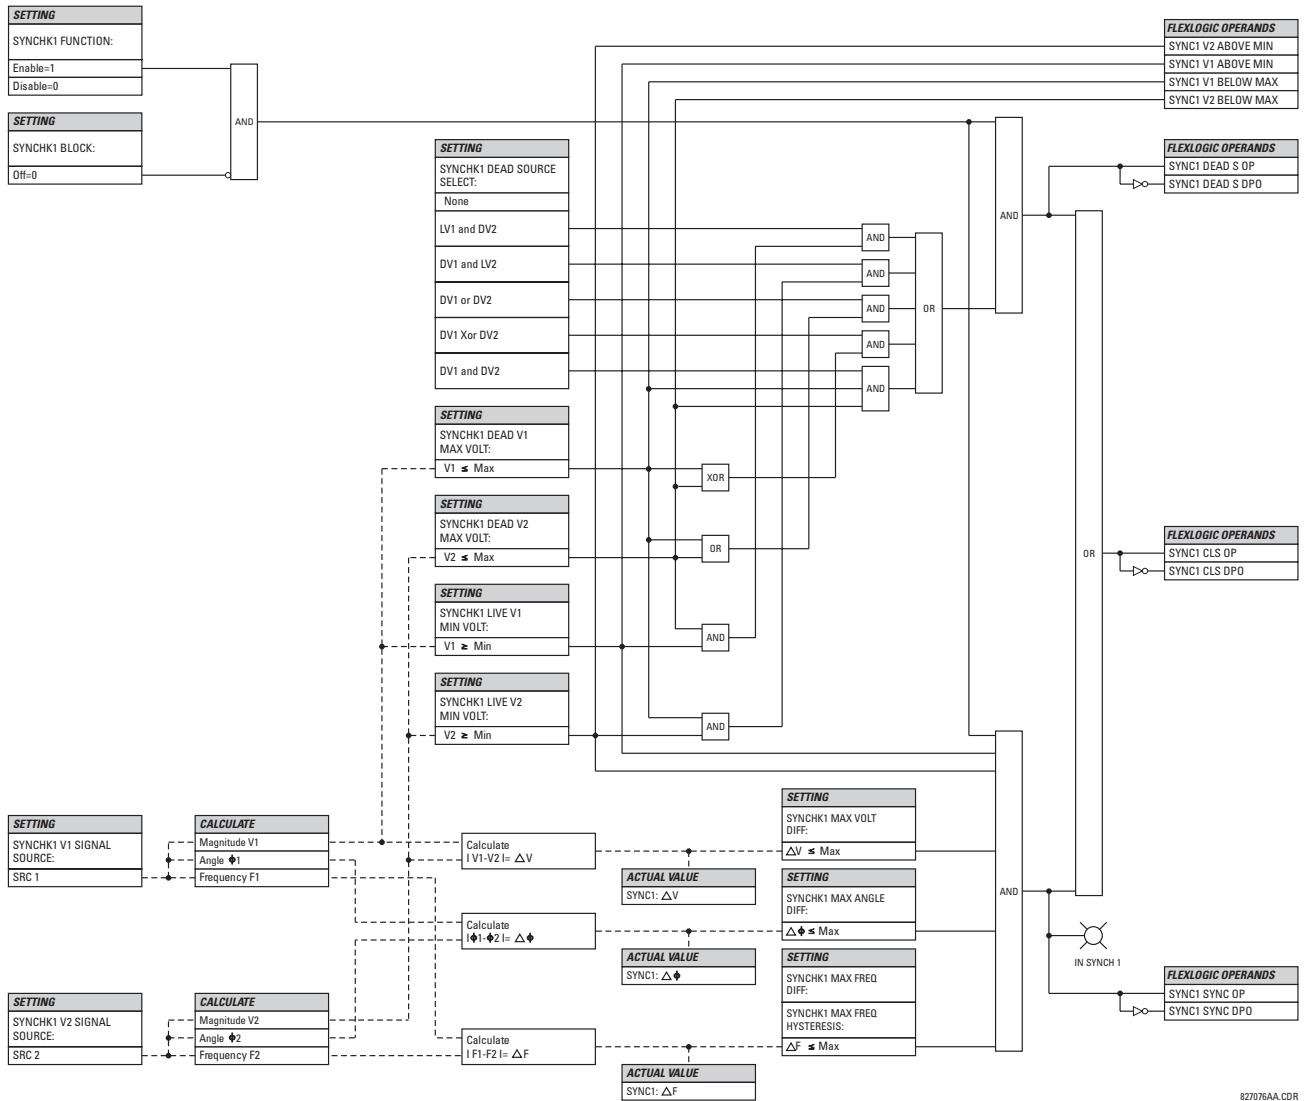 SETTING
SYNCHK1 FUNCTION:
Enable=1
Disable=0
SETTING
SYNCHK1 BLOCK:
Off=0
AND
SETTING
SYNCHK1 DEAD SOURCE
SELECT:
None
LV1 and DV2
DV1 and LV2
DV1 or DV2
DV1 Xor DV2
DV1 and DV2
SETTING
SYNCHK1 DEAD V1
MAX VOLT:
V1 ≤ Max
SETTING
SYNCHK1 DEAD V2
MAX VOLT:
V2 ≤ Max
SETTING
SYNCHK1 LIVE V1
MIN VOLT:
V1 ≥ Min
SETTING
SYNCHK1 LIVE V2
MIN VOLT:
V2 ≥ Min
XOR
OR
AND
AND
AND
AND
AND
AND
AND
OR
AND
FLEXLOGIC OPERANDS
SYNC1 V2 ABOVE MIN
SYNC1 V1 ABOVE MIN
SYNC1 V1 BELOW MAX
SYNC1 V2 BELOW MAX
FLEXLOGIC OPERANDS
SYNC1 DEAD S OP
SYNC1 DEAD S DPO
OR
FLEXLOGIC OPERANDS
SYNC1 CLS OP
SYNC1 CLS DPO
SETTING
SYNCHK1 V1 SIGNAL
SOURCE:
SRC 1
CALCULATE
Magnitude V1
Angle Φ1
Frequency F1
SETTING
SYNCHK1 V2 SIGNAL
SOURCE:
SRC 2
CALCULATE
Magnitude V2
Angle Φ2
Frequency F2
Calculate
I V1-V2 I= △V
Calculate
IΦ1-Φ2 I= △Φ
Calculate
I F1-F2 I= △F
ACTUAL VALUE
SYNC1: △V
ACTUAL VALUE
SYNC1: △Φ
ACTUAL VALUE
SYNC1: △F
SETTING
SYNCHK1 MAX VOLT
DIFF:
△V ≤ Max
SETTING
SYNCHK1 MAX ANGLE
DIFF:
△Φ ≤ Max
SETTING
SYNCHK1 MAX FREQ
DIFF:
SYNCHK1 MAX FREQ
HYSTERESIS:
△F ≤ Max
AND
IN SYNCH 1
FLEXLOGIC OPERANDS
SYNC1 SYNC OP
SYNC1 SYNC DPO
827076AA.CDR